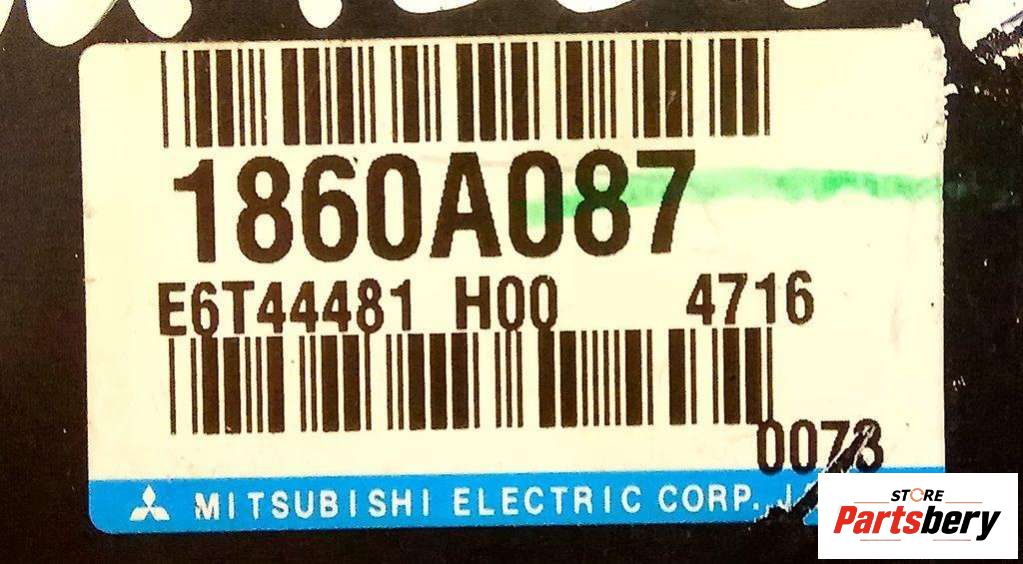 1860A087
E6T44481 H00 4716
0073
MITSUBISHI ELECTRIC CORP.
STORE
Partsbery